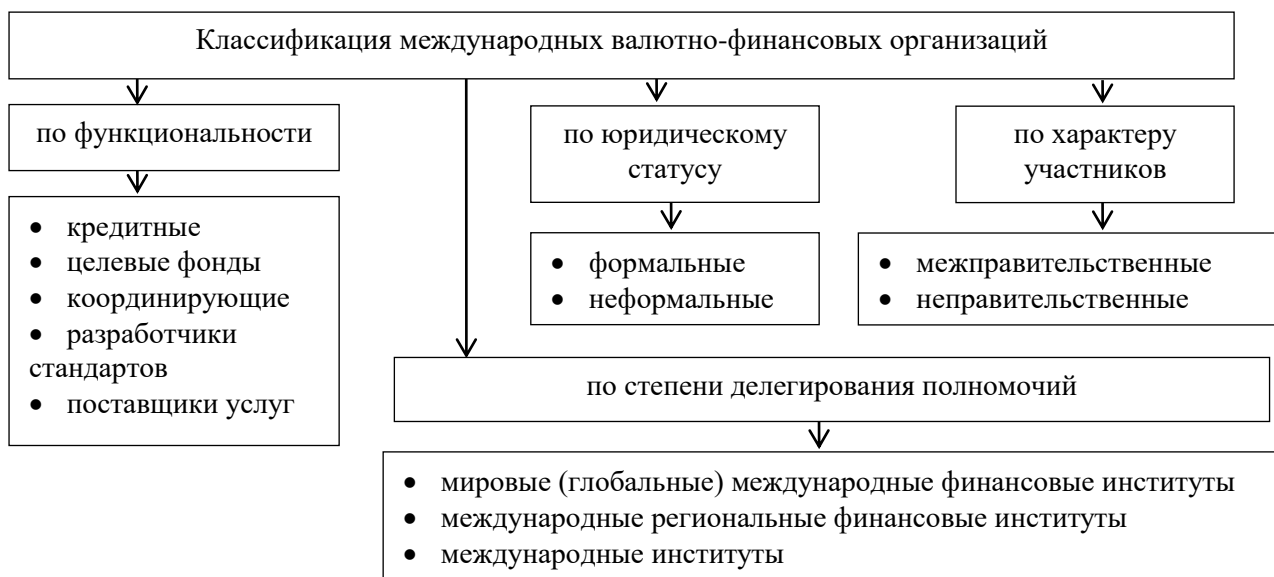 Классификация международных валютно-финансовых организаций
по функциональности
по юридическому
статусу
по характеру
участников
• кредитные
• целевые фонды
• координирующие
• разработчики
стандартов
• поставщики услуг
• формальные
• неформальные
• межправительственные
• неправительственные
по степени делегирования полномочий
• мировые (глобальные) международные финансовые институты
• международные региональные финансовые институты
• международные институты